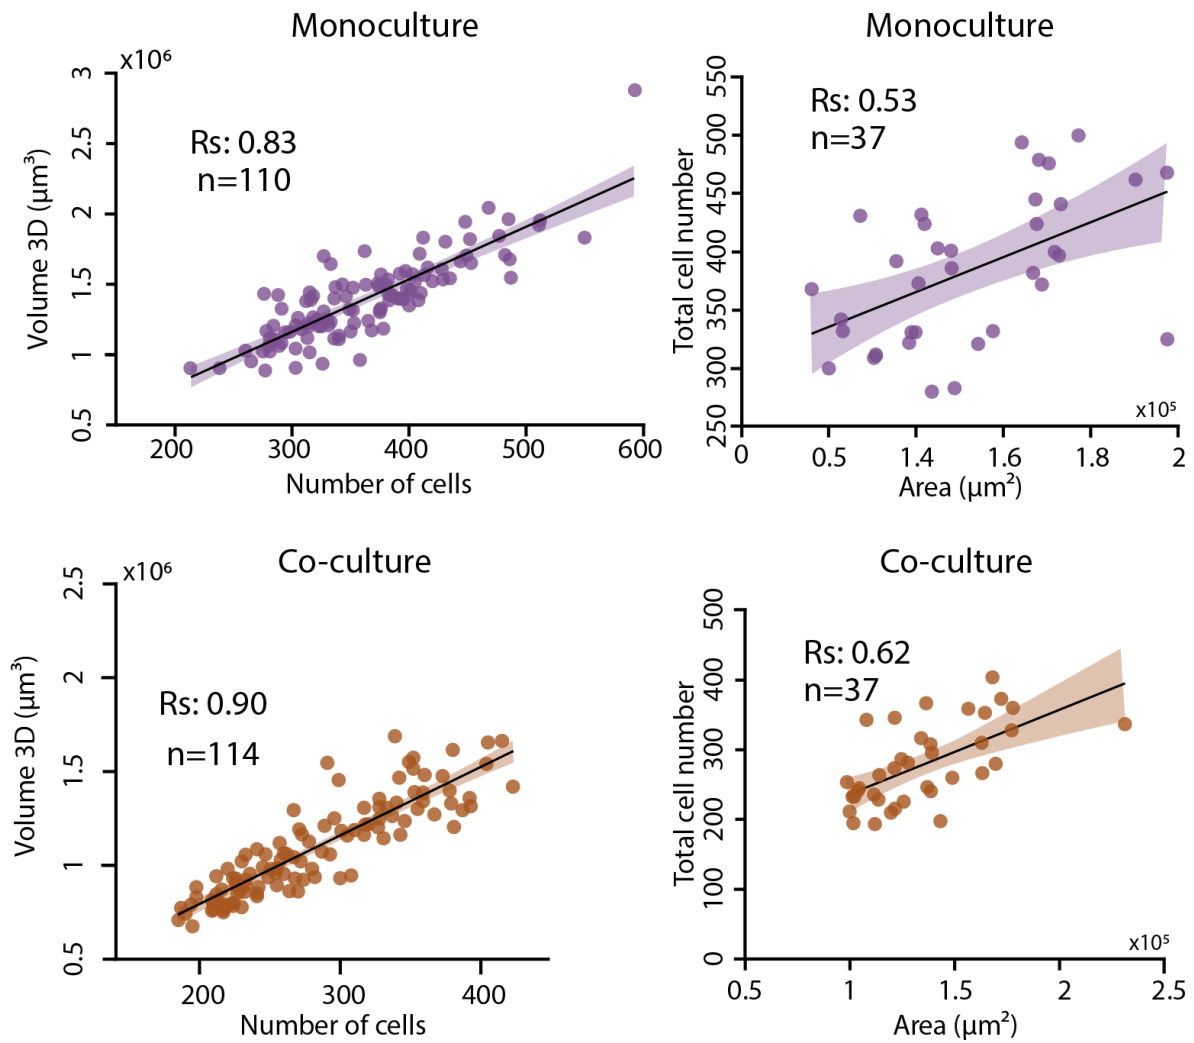 Monoculture
x10⁶
Rs: 0.83
n=110
Volume 3D (µm³)
3
2.5
2
1.5
1
0.5
200 300 400 500 600
Number of cells
Monoculture
Rs: 0.53
n=37
Total cell number
550
500
450
400
350
300
250
x10⁵
0 0.5 1.4 1.6 1.8 2
Area (µm²)
Co-culture
x10⁶
Rs: 0.90
n=114
Volume 3D (µm³)
2.5
2
1.5
1
0.5
200 300 400
Number of cells
Co-culture
Rs: 0.62
n=37
Total cell number
500
400
300
200
100
0
x10⁵
0.5 1 1.5 2 2.5
Area (µm²)